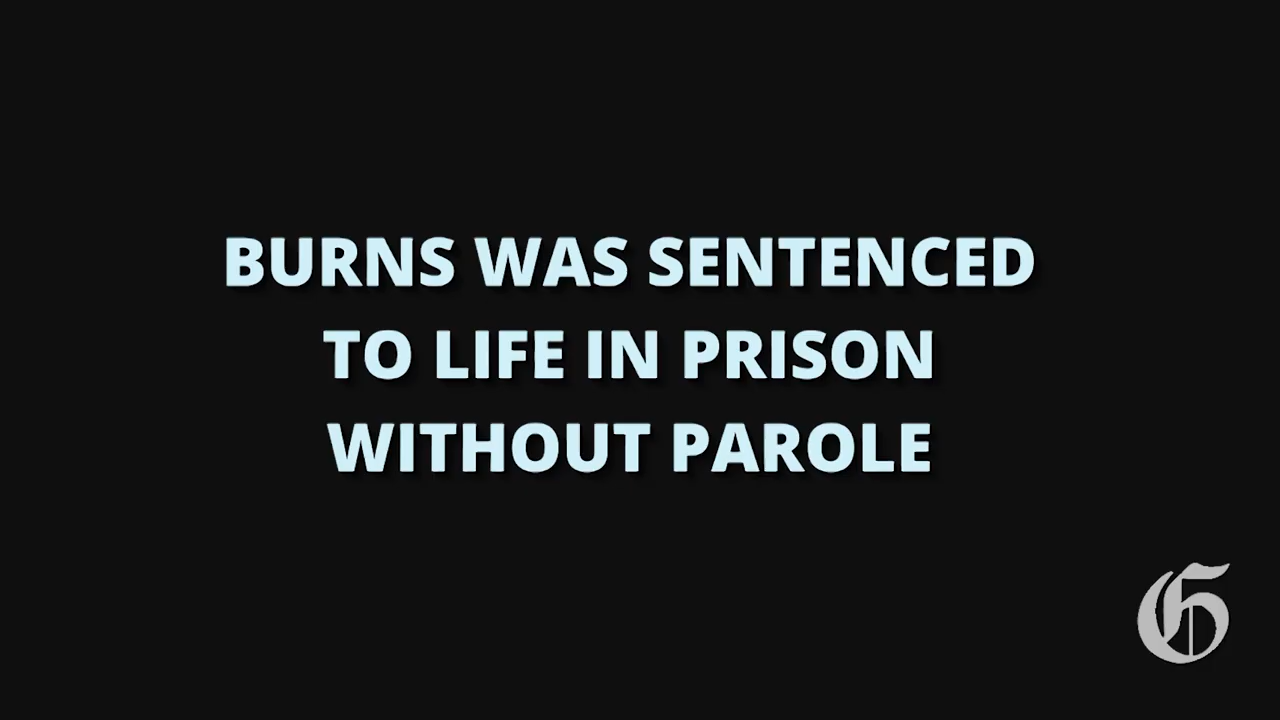 BURNS WAS SENTENCED
TO LIFE IN PRISON
WITHOUT PAROLE
G